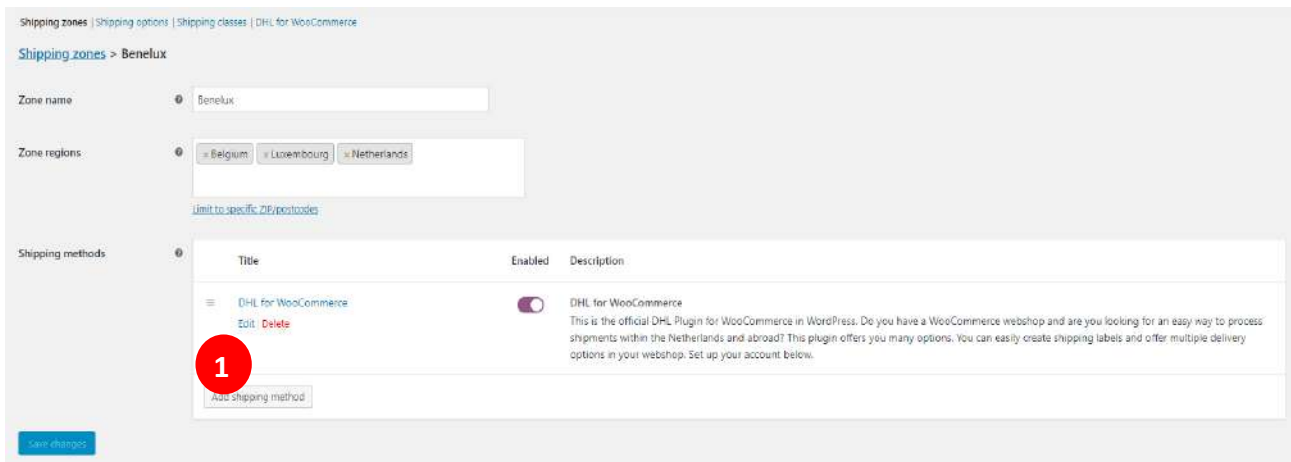 Shipping zones | Shipping options | Shipping classes | DHL for WooCommerce
Shipping zones > Benelux
Zone name
Benelux
Zone regions
× Belgium × Luxembourg × Netherlands
Limit to specific ZIP/postcodes
Shipping methods
Title Enabled Description
DHL for WooCommerce
Edit Delete
DHL for WooCommerce
This is the official DHL Plugin for WooCommerce in WordPress. Do you have a WooCommerce webshop and are you looking for an easy way to process
shipments within the Netherlands and abroad? This plugin offers you many options. You can easily create shipping labels and offer multiple delivery
options in your webshop. Set up your account below.
1
Add shipping method
Save changes